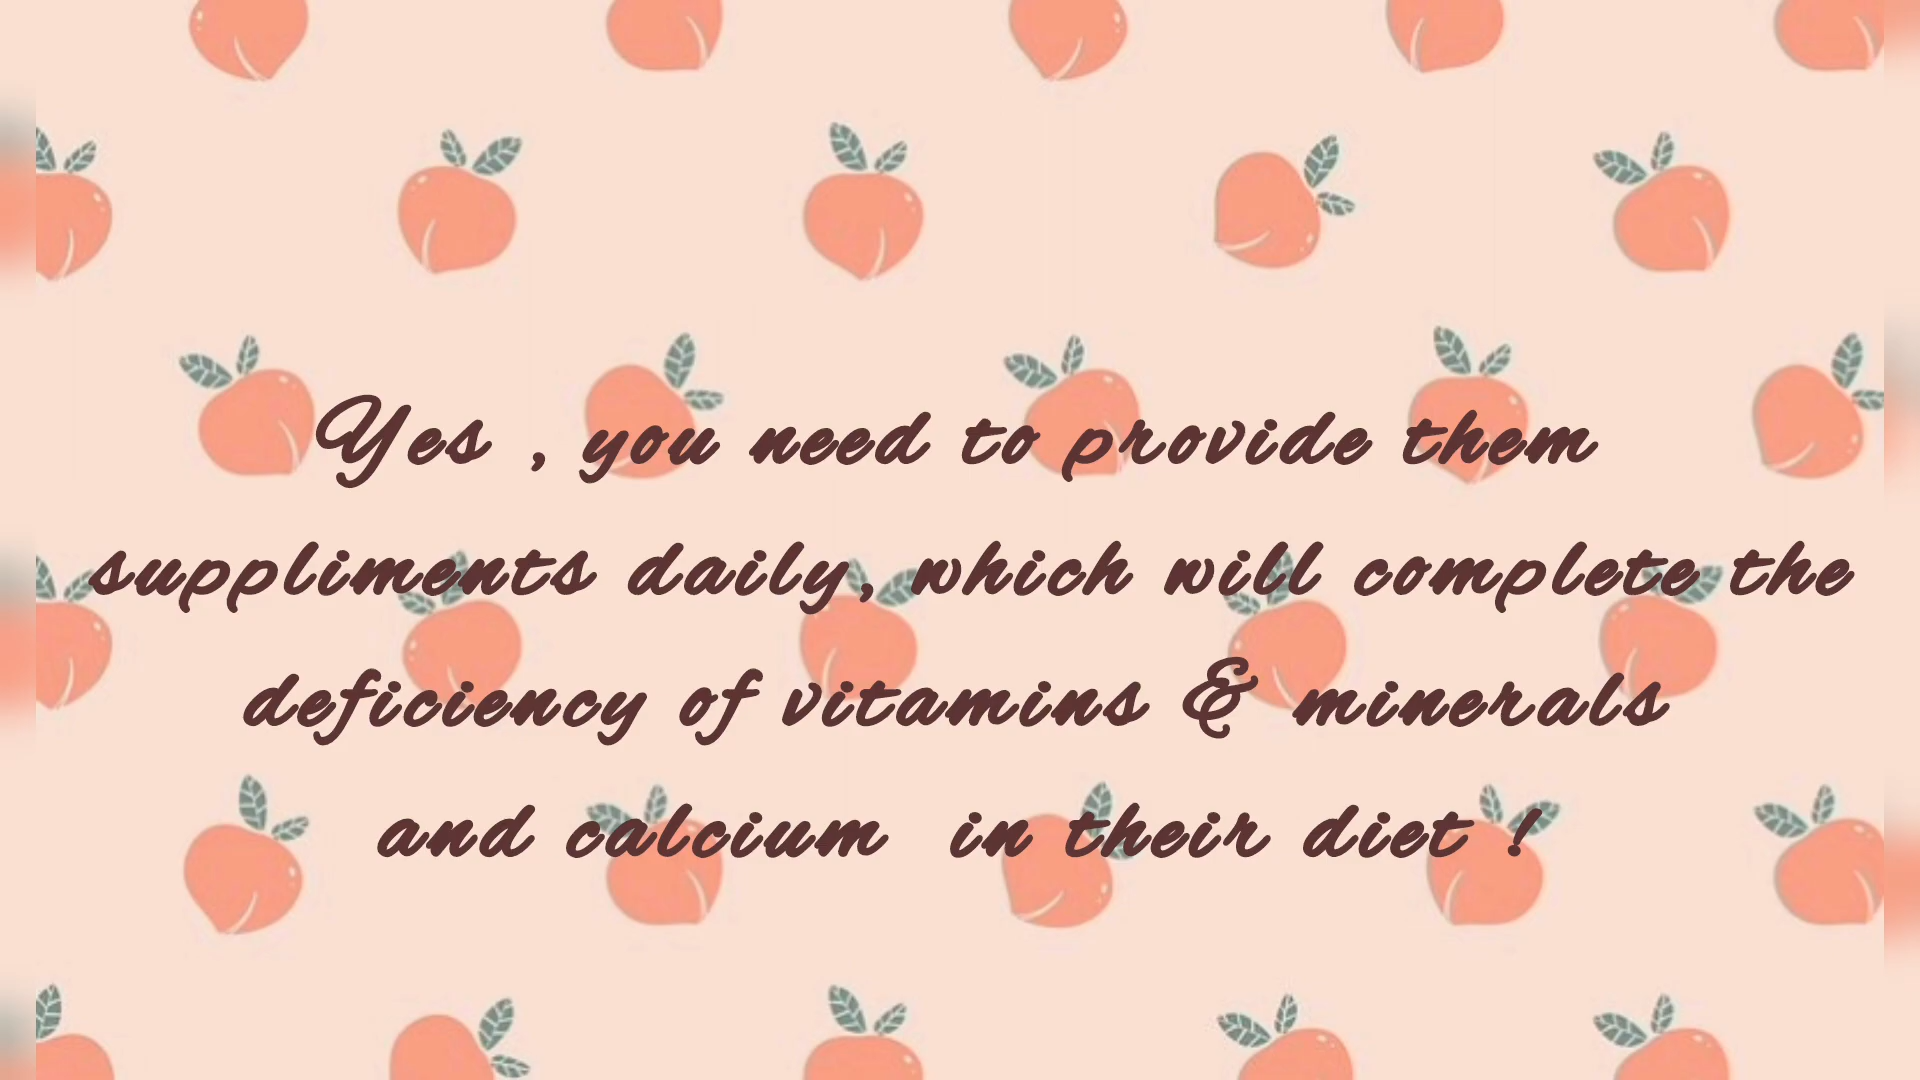 Yes , you need to provide them
suppliments daily, which will complete the
deficiency of vitamins & minerals
and calcium in their diet !